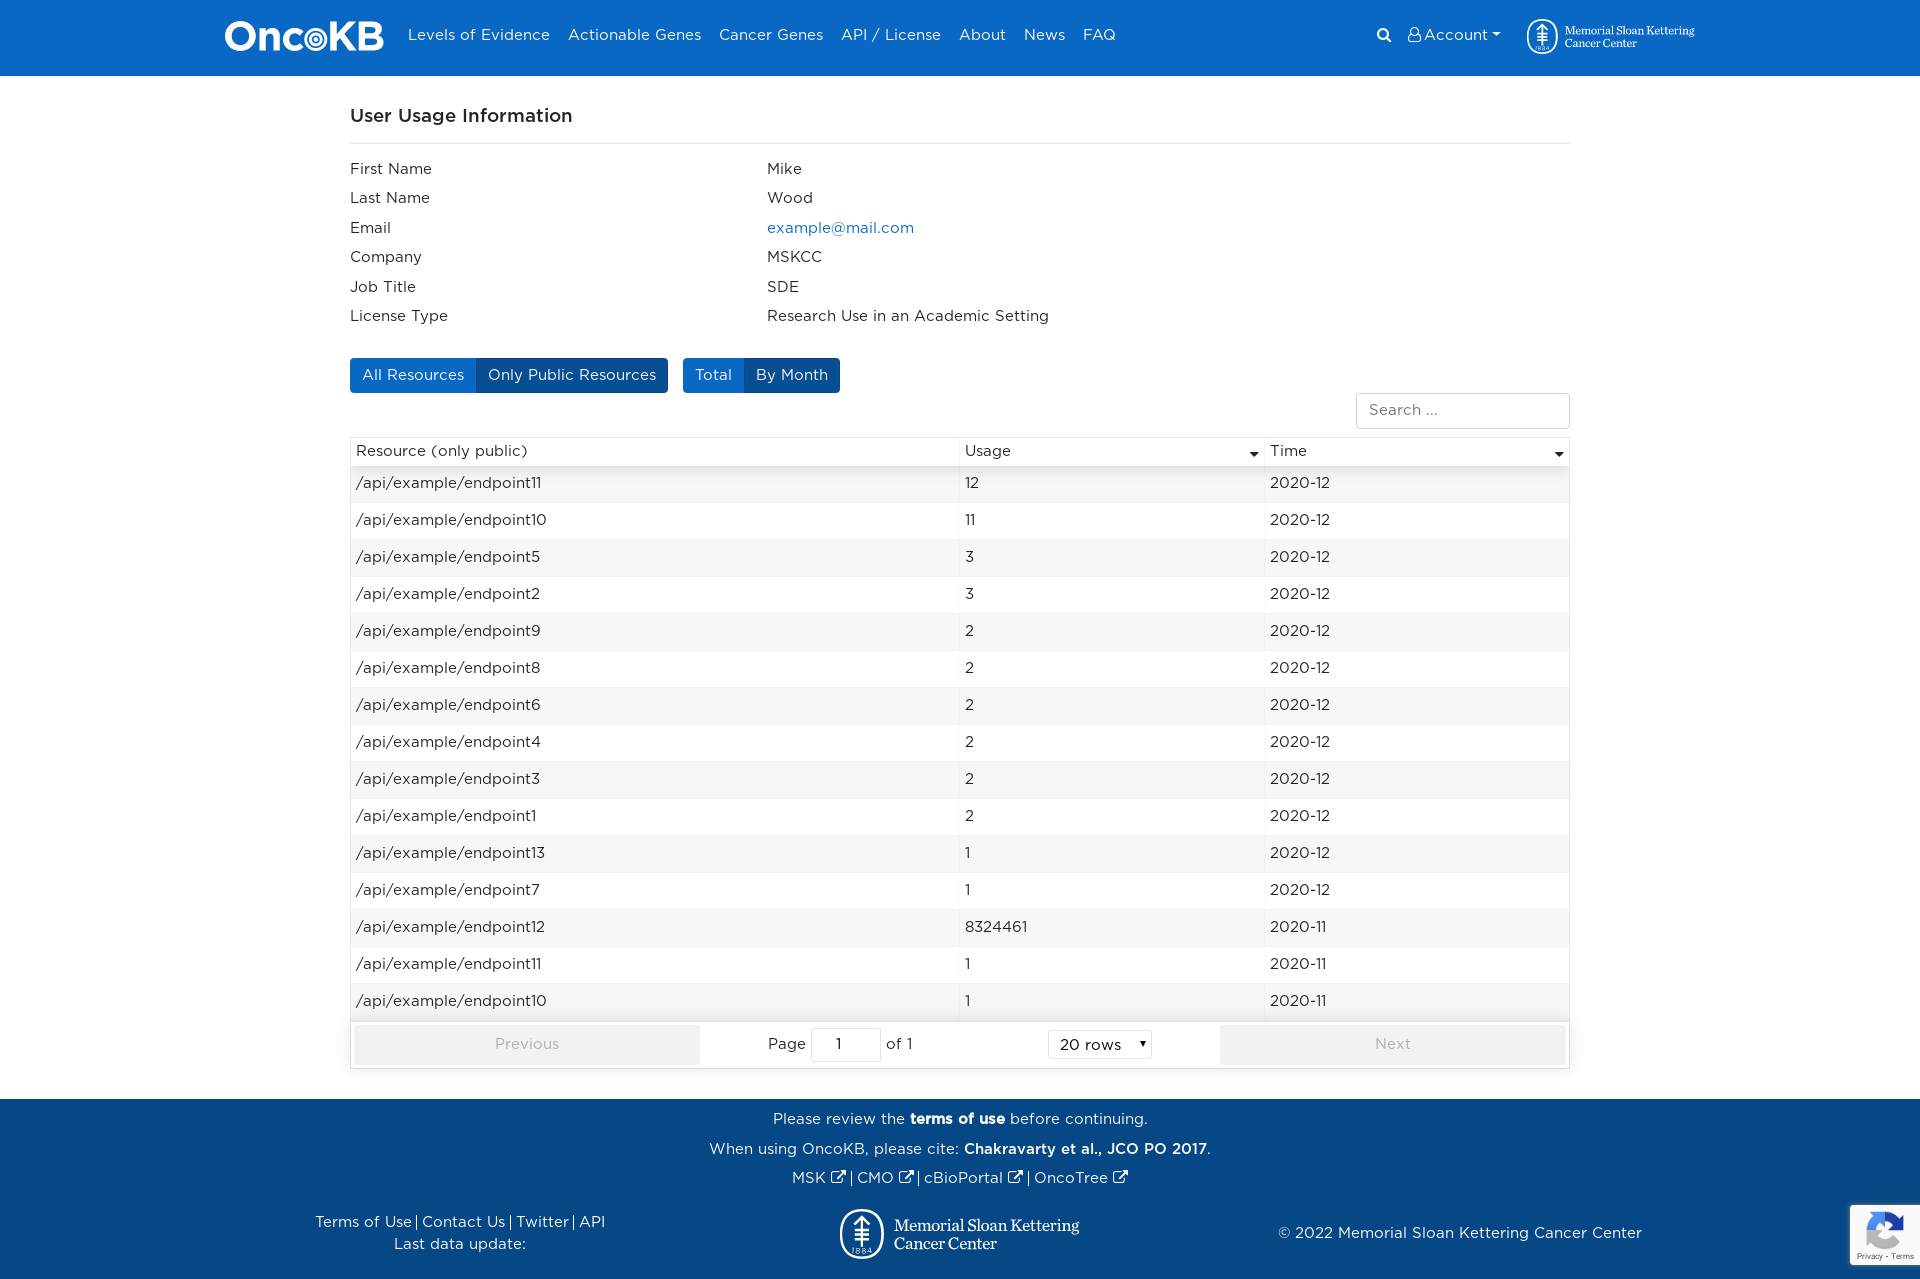 OncoKB Levels of Evidence Actionable Genes Cancer Genes API / License About News FAQ Account Memorial Sloan Kettering
Cancer Center
1884
User Usage Information
First Name Mike
Last Name Wood
Email example@mail.com
Company MSKCC
Job Title SDE
License Type Research Use in an Academic Setting
All Resources Only Public Resources Total By Month
Search ...
Resource (only public) Usage Time
/api/example/endpoint11 12 2020-12
/api/example/endpoint10 11 2020-12
/api/example/endpoint5 3 2020-12
/api/example/endpoint2 3 2020-12
/api/example/endpoint9 2 2020-12
/api/example/endpoint8 2 2020-12
/api/example/endpoint6 2 2020-12
/api/example/endpoint4 2 2020-12
/api/example/endpoint3 2 2020-12
/api/example/endpoint1 2 2020-12
/api/example/endpoint13 1 2020-12
/api/example/endpoint7 1 2020-12
/api/example/endpoint12 8324461 2020-11
/api/example/endpoint11 1 2020-11
/api/example/endpoint10 1 2020-11
Previous Page 1 of 1 20 rows Next
Please review the terms of use before continuing.
When using OncoKB, please cite: Chakravarty et al., JCO PO 2017.
MSK | CMO | cBioPortal | OncoTree
Terms of Use | Contact Us | Twitter | API
Last data update:
Memorial Sloan Kettering
Cancer Center
1884
© 2022 Memorial Sloan Kettering Cancer Center
Privacy - Terms